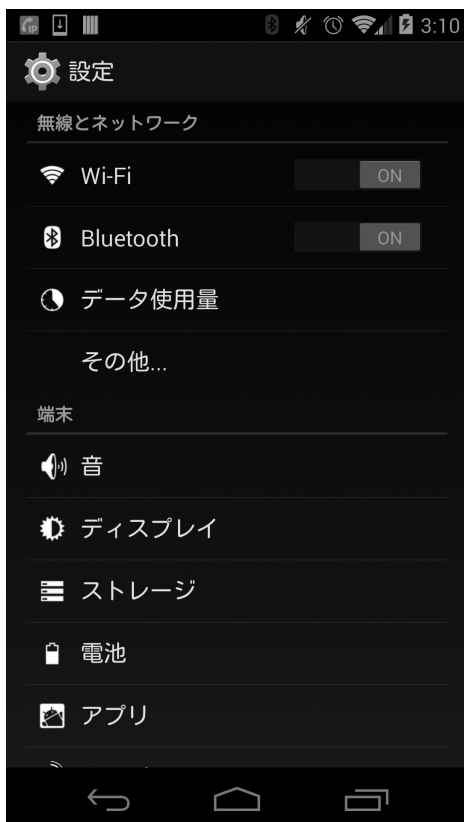 IP
3:10
設定
無線とネットワーク
Wi-Fi ON
Bluetooth ON
データ使用量
その他...
端末
音
ディスプレイ
ストレージ
電池
アプリ